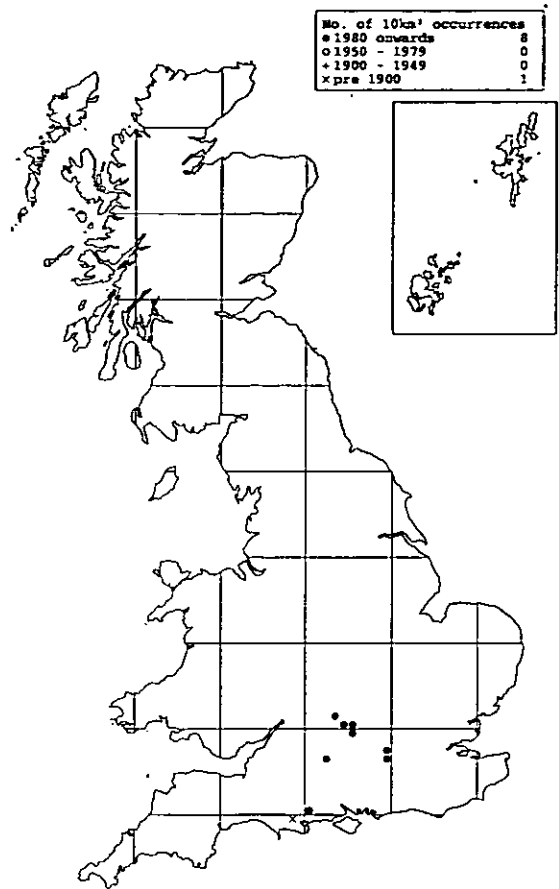 No. of 10km² occurrences
● 1980 onwards 8
o 1950 - 1979 0
+ 1900 - 1949 0
× pre 1900 1